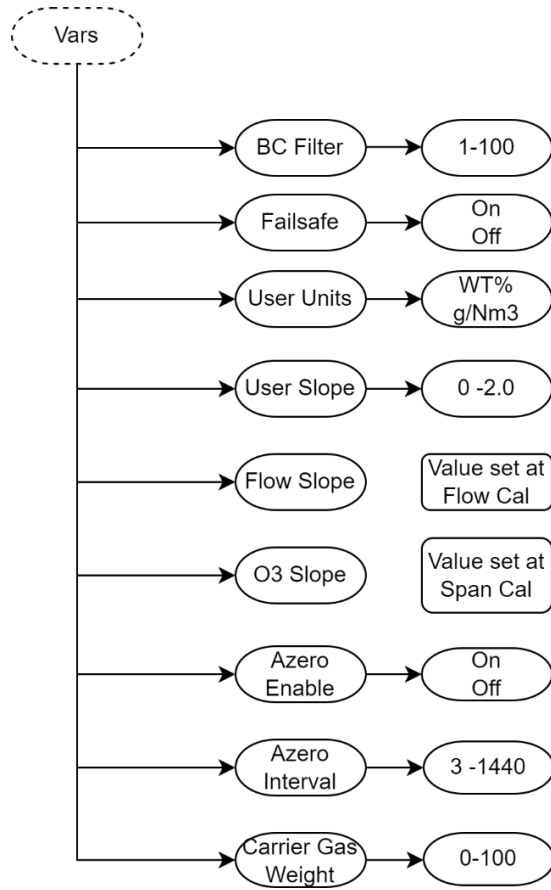 Vars
BC Filter
1-100
Failsafe
On
Off
User Units
WT%
g/Nm3
User Slope
0 -2.0
Flow Slope
Value set at
Flow Cal
O3 Slope
Value set at
Span Cal
Azero
Enable
On
Off
Azero
Interval
3 -1440
Carrier Gas
Weight
0-100